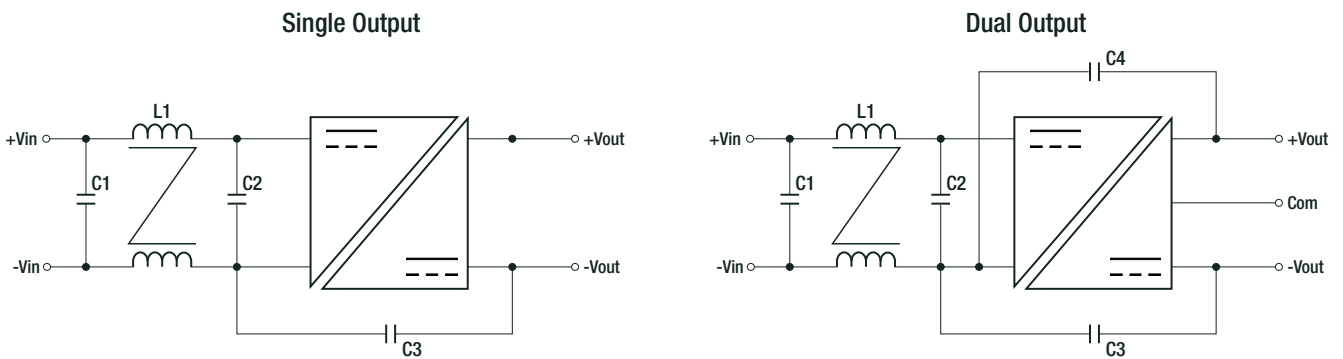 Single Output
L1
+Vin
+Vout
C1
C2
-Vin
-Vout
C3
Dual Output
C4
L1
+Vin
+Vout
C1
C2
Com
-Vin
-Vout
C3